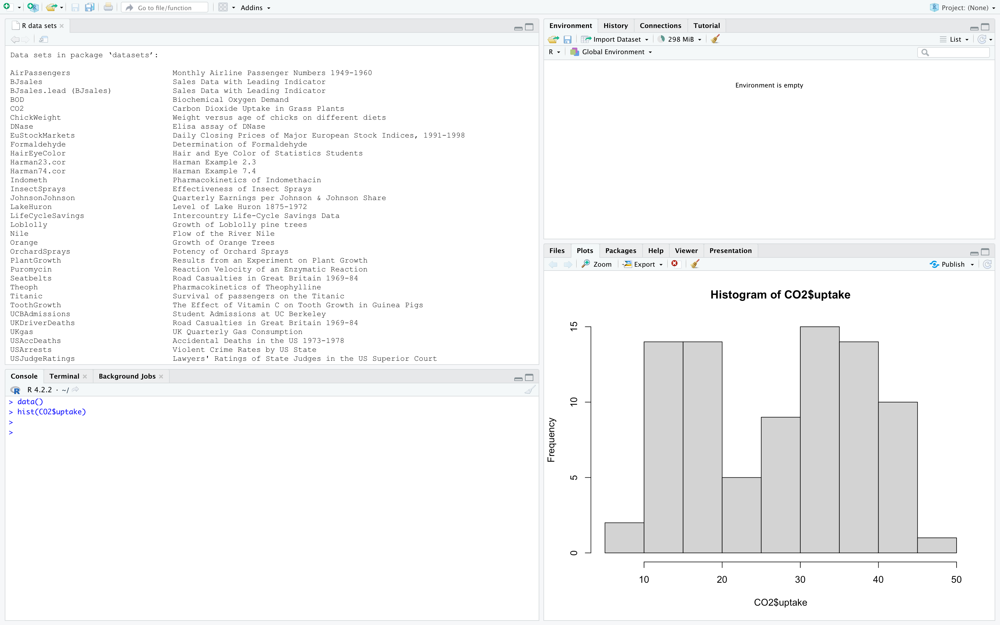 Go to file/function
Addins
Project: (None)
R data sets
Data sets in package ‘datasets’:
AirPassengers Monthly Airline Passenger Numbers 1949-1960
BJsales Sales Data with Leading Indicator
BJsales.lead (BJsales) Sales Data with Leading Indicator
BOD Biochemical Oxygen Demand
CO2 Carbon Dioxide Uptake in Grass Plants
ChickWeight Weight versus age of chicks on different diets
DNase Elisa assay of DNase
EuStockMarkets Daily Closing Prices of Major European Stock Indices, 1991-1998
Formaldehyde Determination of Formaldehyde
HairEyeColor Hair and Eye Color of Statistics Students
Harman23.cor Harman Example 2.3
Harman74.cor Harman Example 7.4
Indometh Pharmacokinetics of Indomethacin
InsectSprays Effectiveness of Insect Sprays
JohnsonJohnson Quarterly Earnings per Johnson & Johnson Share
LakeHuron Level of Lake Huron 1875-1972
LifeCycleSavings Intercountry Life-Cycle Savings Data
Loblolly Growth of Loblolly pine trees
Nile Flow of the River Nile
Orange Growth of Orange Trees
OrchardSprays Potency of Orchard Sprays
PlantGrowth Results from an Experiment on Plant Growth
Puromycin Reaction Velocity of an Enzymatic Reaction
Seatbelts Road Casualties in Great Britain 1969-84
Theoph Pharmacokinetics of Theophylline
Titanic Survival of passengers on the Titanic
ToothGrowth The Effect of Vitamin C on Tooth Growth in Guinea Pigs
UCBAdmissions Student Admissions at UC Berkeley
UKDriverDeaths Road Casualties in Great Britain 1969-84
UKgas UK Quarterly Gas Consumption
USAccDeaths Accidental Deaths in the US 1973-1978
USArrests Violent Crime Rates by US State
USJudgeRatings Lawyers' Ratings of State Judges in the US Superior Court
Console Terminal Background Jobs
R R 4.2.2 · ~/
> data()
> hist(CO2$uptake)
>
>
Environment History Connections Tutorial
Import Dataset 298 MiB List
R Global Environment
Environment is empty
Files Plots Packages Help Viewer Presentation
Zoom Export Publish
Histogram of CO2$uptake
Frequency
15
10
5
0
10 20 30 40 50
CO2$uptake